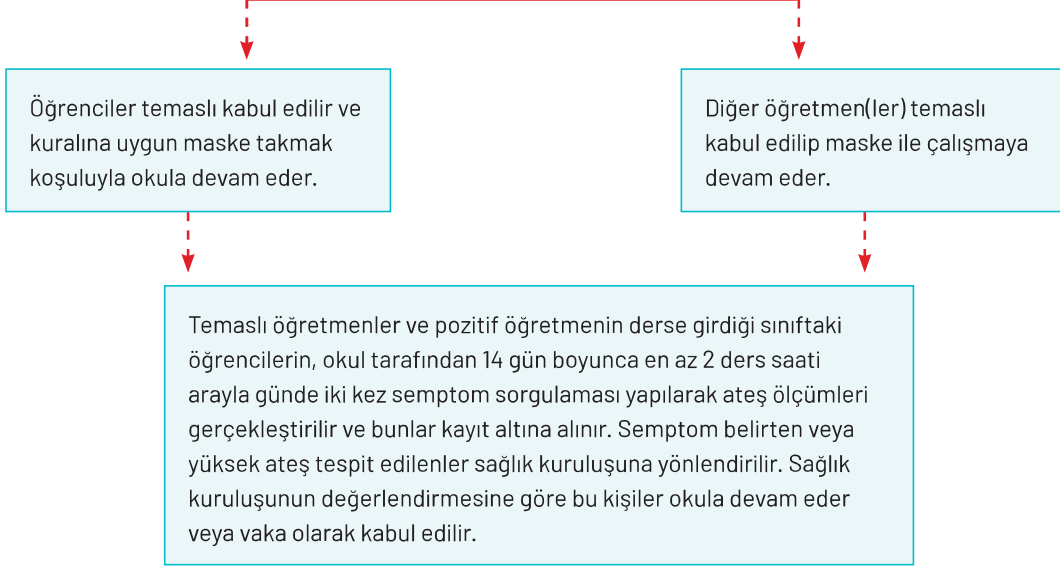 Öğrenciler temaslı kabul edilir ve
kuralına uygun maske takmak
koşuluyla okula devam eder.
Diğer öğretmen(ler) temaslı
kabul edilip maske ile çalışmaya
devam eder.
Temaslı öğretmenler ve pozitif öğretmenin derse girdiği sınıftaki
öğrencilerin, okul tarafından 14 gün boyunca en az 2 ders saati
arayla günde iki kez semptom sorgulaması yapılarak ateş ölçümleri
gerçekleştirilir ve bunlar kayıt altına alınır. Semptom belirten veya
yüksek ateş tespit edilenler sağlık kuruluşuna yönlendirilir. Sağlık
kuruluşunun değerlendirmesine göre bu kişiler okula devam eder
veya vaka olarak kabul edilir.